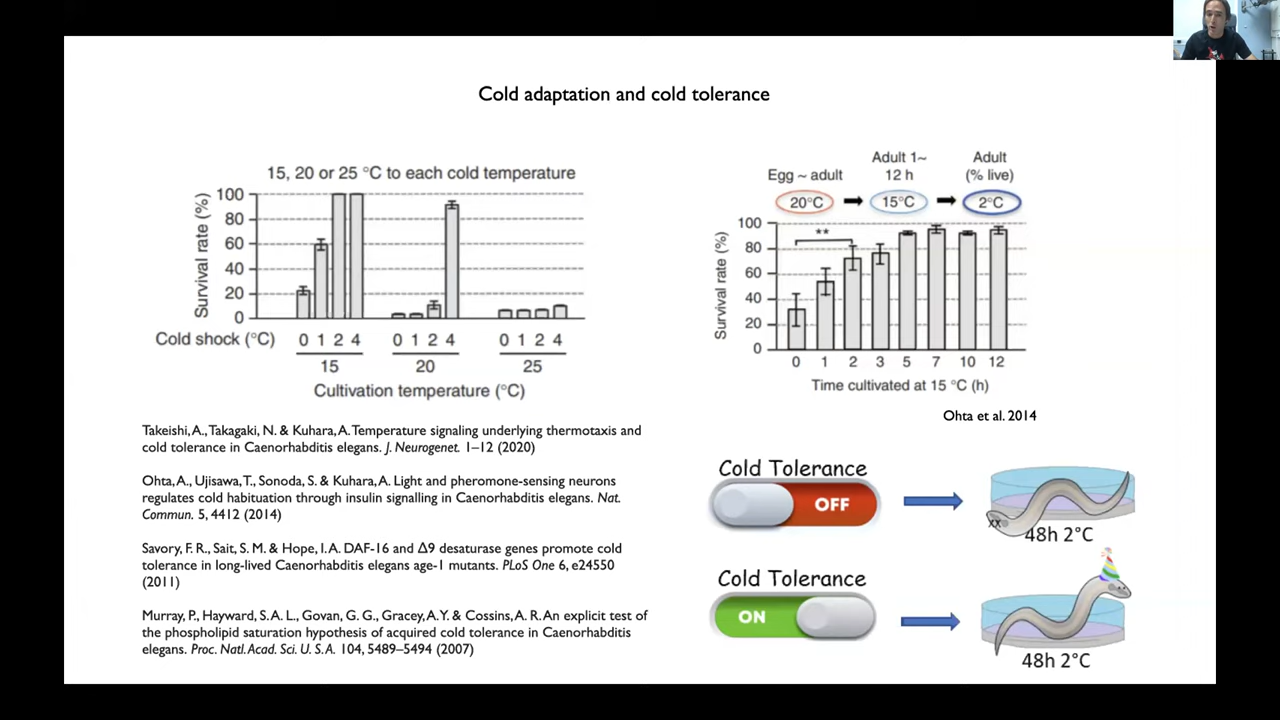 Cold adaptation and cold tolerance
15, 20 or 25 °C to each cold temperature
Survival rate (%)
100
80
60
40
20
0
Cold shock (°C)
0 1 2 4 0 1 2 4 0 1 2 4
15 20 25
Cultivation temperature (°C)
Egg ~ adult
Adult 1~
12 h
Adult
(% live)
20°C
15°C
2°C
Survival rate (%)
100
80
60
40
20
0
**
0 1 2 3 5 7 10 12
Time cultivated at 15 °C (h)
Ohta et al. 2014
Takeishi, A., Takagaki, N. & Kuhara, A. Temperature signaling underlying thermotaxis and
cold tolerance in Caenorhabditis elegans. J. Neurogenet. 1–12 (2020)
Ohta, A., Ujisawa, T., Sonoda, S. & Kuhara, A. Light and pheromone-sensing neurons
regulates cold habituation through insulin signalling in Caenorhabditis elegans. Nat.
Commun. 5, 4412 (2014)
Savory, F. R., Sait, S. M. & Hope, I. A. DAF-16 and Δ9 desaturase genes promote cold
tolerance in long-lived Caenorhabditis elegans age-1 mutants. PLoS One 6, e24550
(2011)
Murray, P., Hayward, S. A. L., Govan, G. G., Gracey, A. Y. & Cossins, A. R. An explicit test of
the phospholipid saturation hypothesis of acquired cold tolerance in Caenorhabditis
elegans. Proc. Natl. Acad. Sci. U. S. A. 104, 5489–5494 (2007)
Cold Tolerance
OFF
xx
48h 2°C
Cold Tolerance
ON
48h 2°C